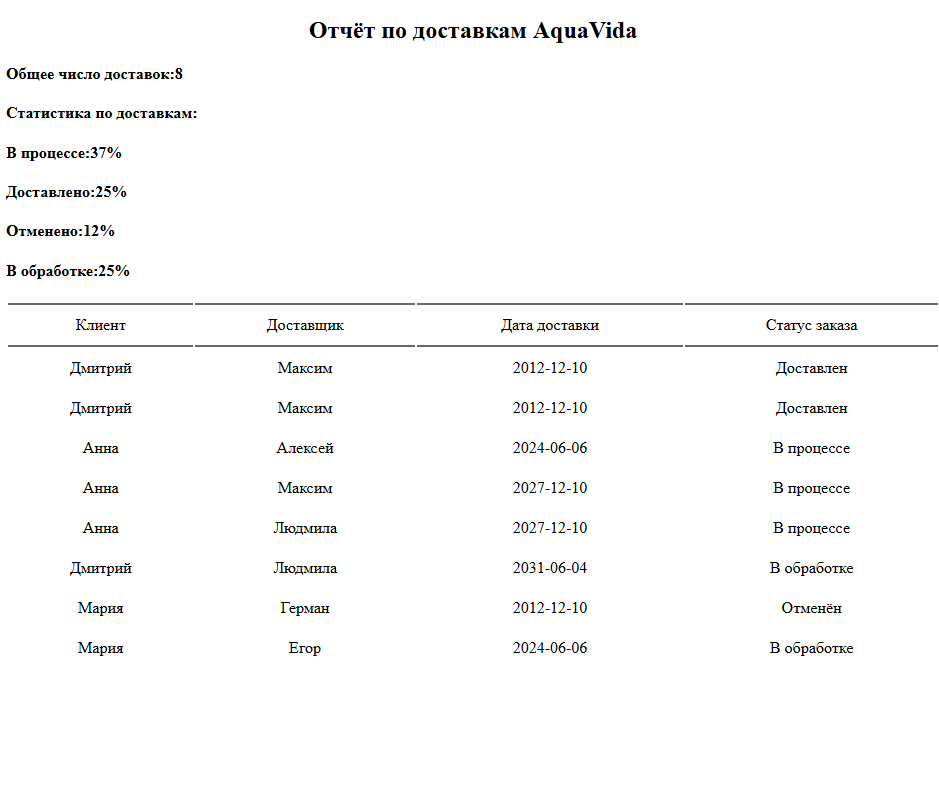 Отчёт по доставкам AquaVida
Общее число доставок:8
Статистика по доставкам:
В процессе:37%
Доставлено:25%
Отменено:12%
В обработке:25%
Клиент Доставщик Дата доставки Статус заказа
Дмитрий Максим 2012-12-10 Доставлен
Дмитрий Максим 2012-12-10 Доставлен
Анна Алексей 2024-06-06 В процессе
Анна Максим 2027-12-10 В процессе
Анна Людмила 2027-12-10 В процессе
Дмитрий Людмила 2031-06-04 В обработке
Мария Герман 2012-12-10 Отменён
Мария Егор 2024-06-06 В обработке